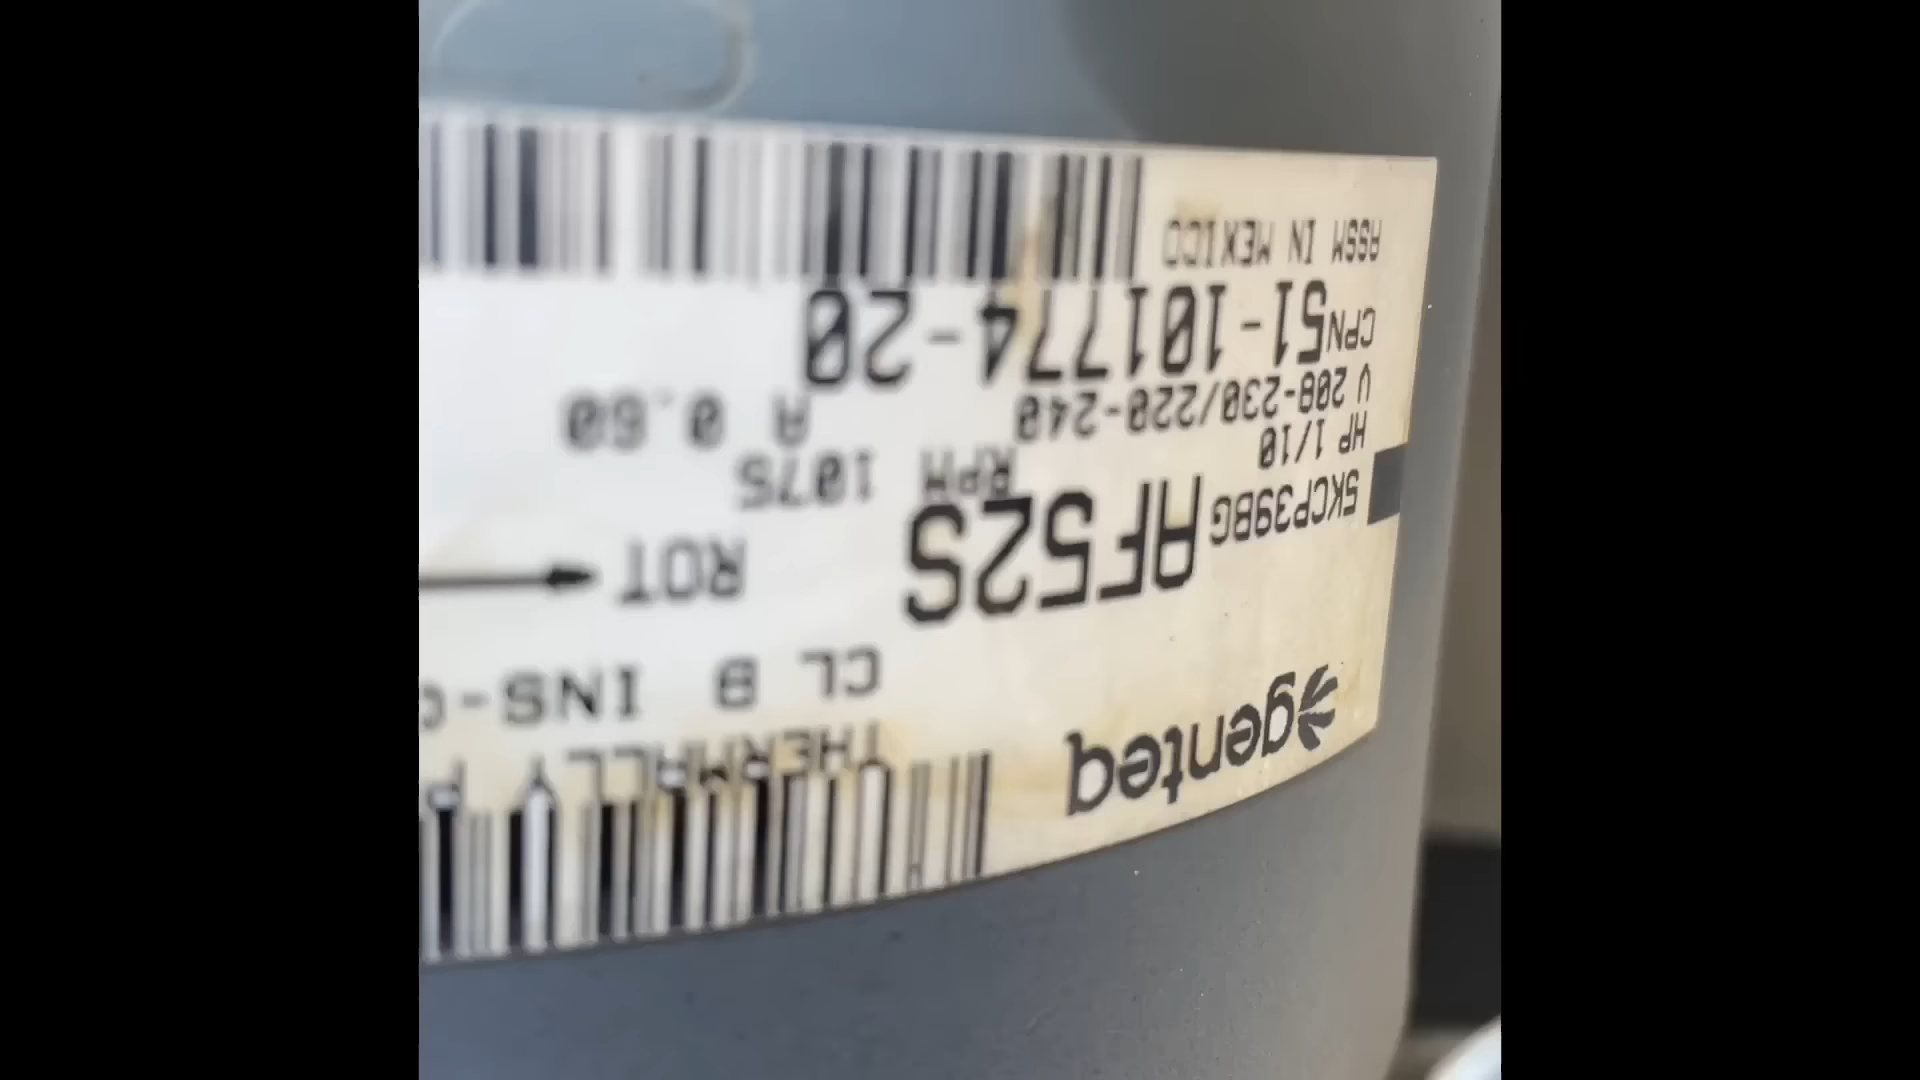 genteq
THERMALLY P
CL B INS-
5KCP39BG AF52S ROT
HP 1/10 RPM 1075
V 208-230/220-240 A 0.60
CPN 51-101774-20
ASSM IN MEXICO